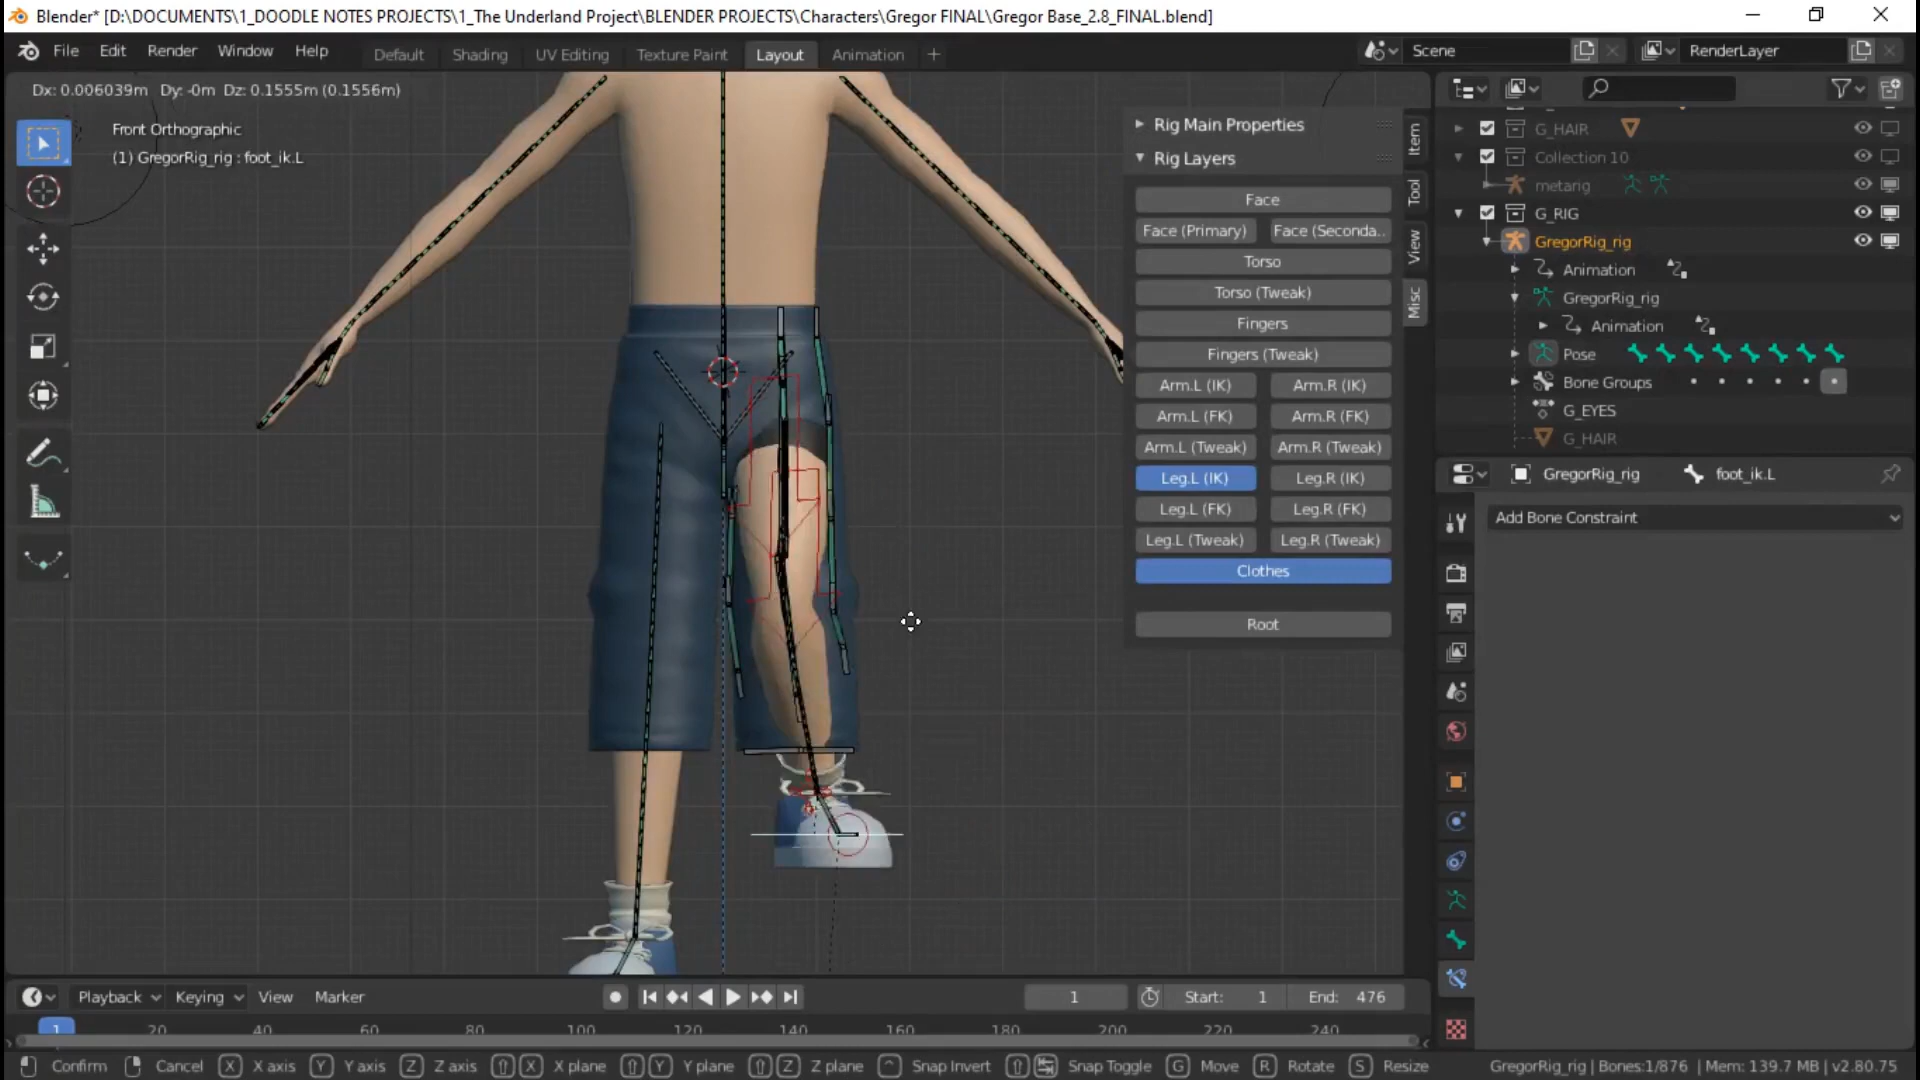 Blender* [D:\DOCUMENTS\1_DOODLE NOTES PROJECTS\1_The Underland Project\BLENDER PROJECTS\Characters\Gregor FINAL\Gregor Base_2.8_FINAL.blend]
File Edit Render Window Help Default Shading UV Editing Texture Paint Layout Animation + Scene RenderLayer
Dx: 0.006039m Dy: -0m Dz: 0.1555m (0.1556m)
Front Orthographic
(1) GregorRig_rig : foot_ik.L
Rig Main Properties
Rig Layers
Face
Face (Primary) Face (Seconda..
Torso
Torso (Tweak)
Fingers
Fingers (Tweak)
Arm.L (IK) Arm.R (IK)
Arm.L (FK) Arm.R (FK)
Arm.L (Tweak) Arm.R (Tweak)
Leg.L (IK) Leg.R (IK)
Leg.L (FK) Leg.R (FK)
Leg.L (Tweak) Leg.R (Tweak)
Clothes
Root
Item
Tool
View
Misc
G_HAIR
Collection 10
metarig
G_RIG
GregorRig_rig
Animation
GregorRig_rig
Animation
Pose
Bone Groups
G_EYES
G_HAIR
GregorRig_rig foot_ik.L
Add Bone Constraint
Playback Keying View Marker 1 Start: 1 End: 476
1 20 40 60 80 100 120 140 160 180 200 220 240
Confirm Cancel X X axis Y Y axis Z Z axis X X plane Y Y plane Z Z plane Snap Invert Snap Toggle G Move R Rotate S Resize GregorRig_rig | Bones:1/876 | Mem: 139.7 MB | v2.80.75